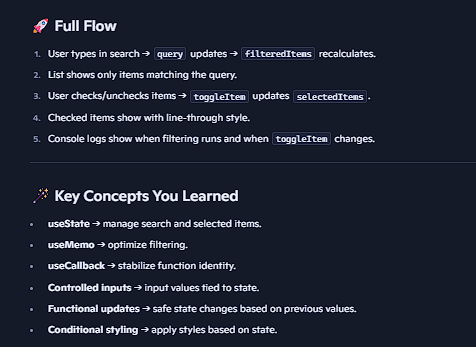 🚀 Full Flow
1. User types in search → query updates → filteredItems recalculates.
2. List shows only items matching the query.
3. User checks/unchecks items → toggleItem updates selectedItems.
4. Checked items show with line-through style.
5. Console logs show when filtering runs and when toggleItem changes.
🪄 Key Concepts You Learned
• useState → manage search and selected items.
• useMemo → optimize filtering.
• useCallback → stabilize function identity.
• Controlled inputs → input values tied to state.
• Functional updates → safe state changes based on previous values.
• Conditional styling → apply styles based on state.